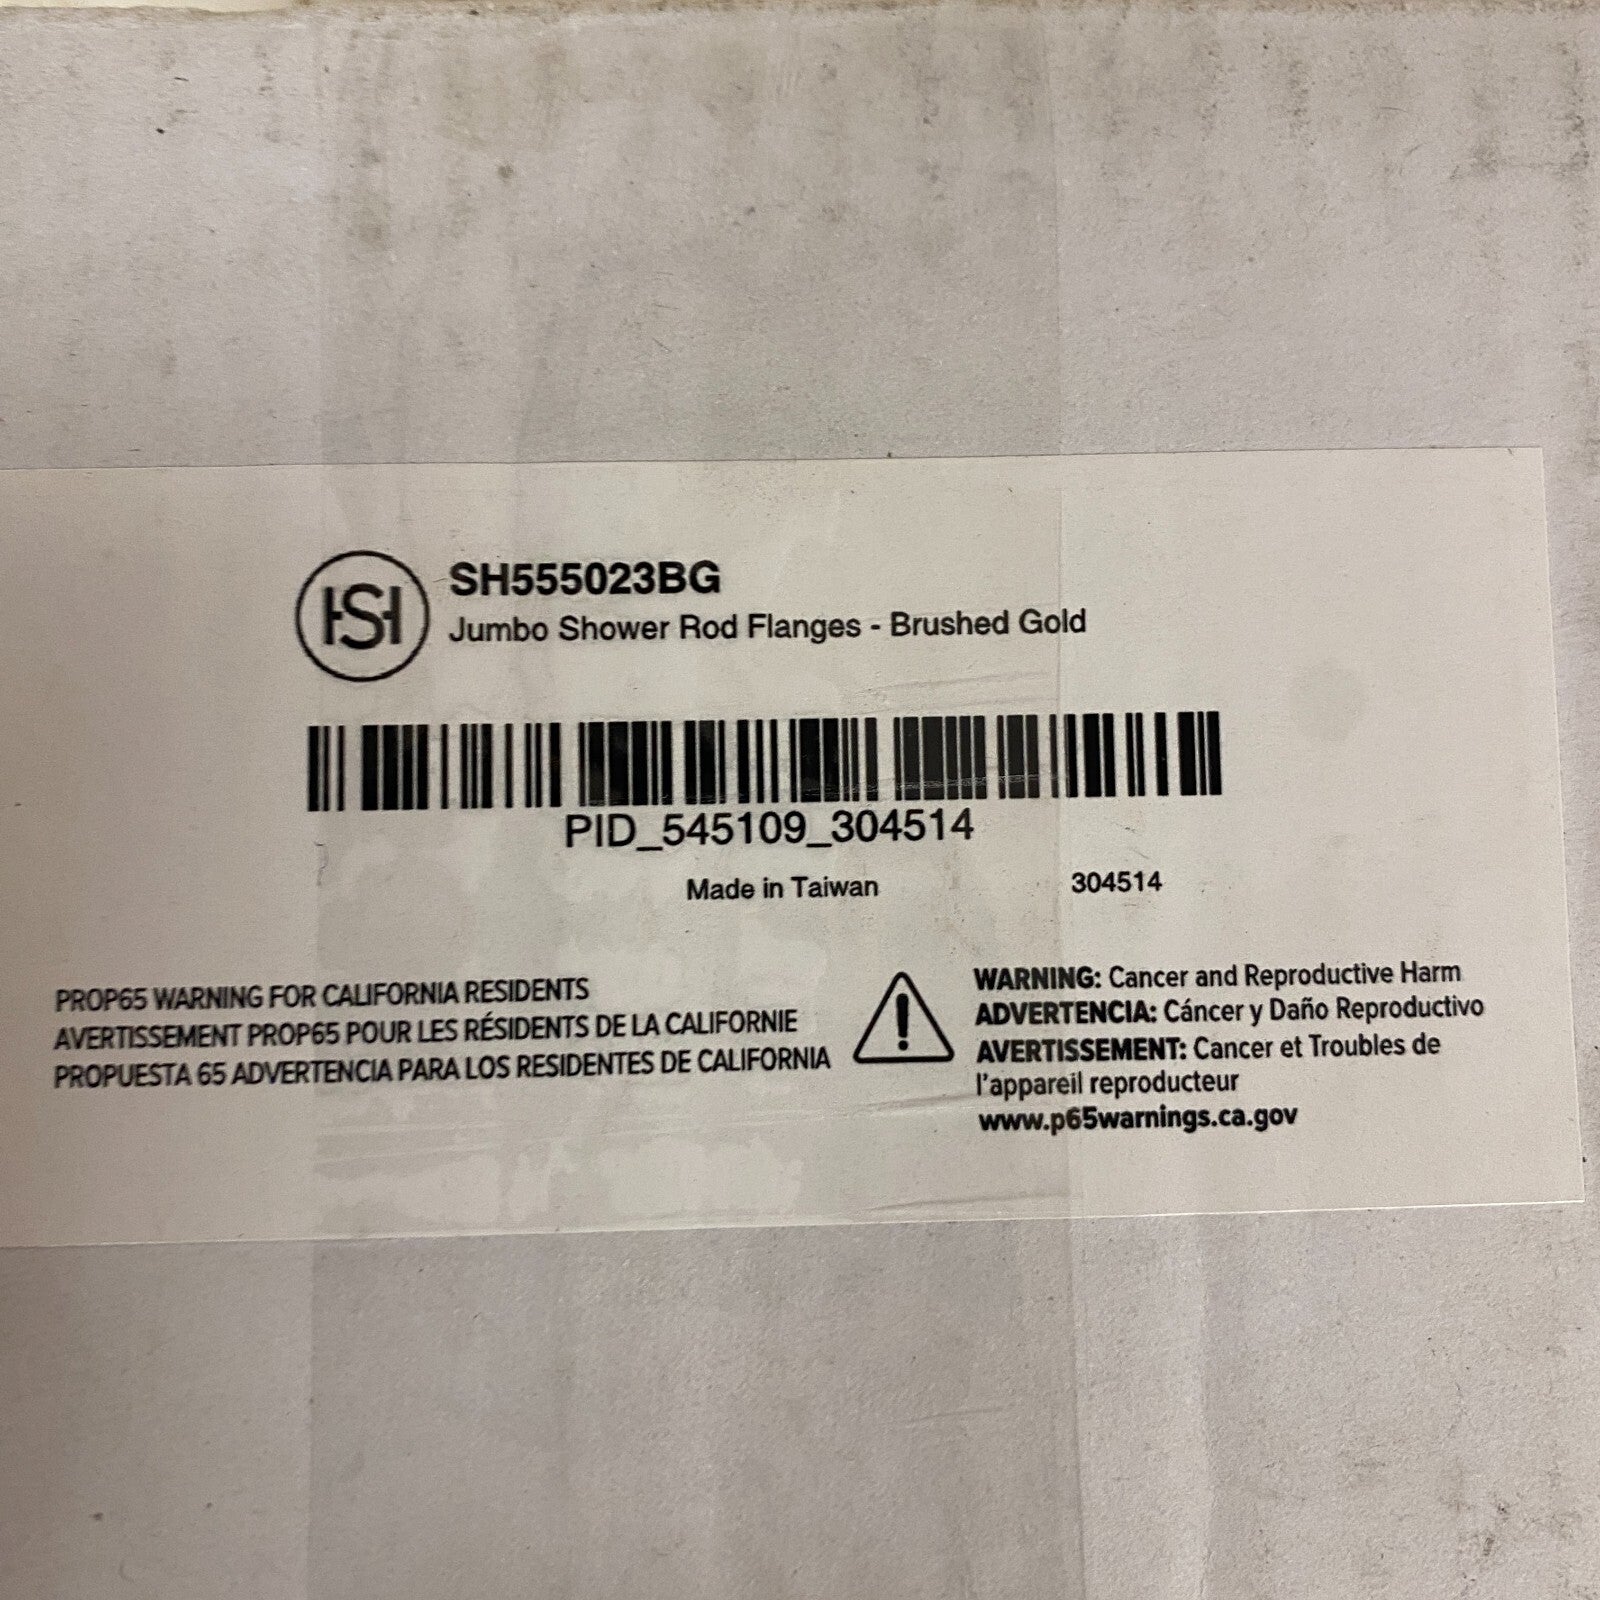 SH
SH555023BG
Jumbo Shower Rod Flanges - Brushed Gold
PID_545109_304514
Made in Taiwan
304514
PROP65 WARNING FOR CALIFORNIA RESIDENTS
AVERTISSEMENT PROP65 POUR LES RÉSIDENTS DE LA CALIFORNIE
PROPUESTA 65 ADVERTENCIA PARA LOS RESIDENTES DE CALIFORNIA
WARNING: Cancer and Reproductive Harm
ADVERTENCIA: Cáncer y Daño Reproductivo
AVERTISSEMENT: Cancer et Troubles de
l'appareil reproducteur
www.p65warnings.ca.gov